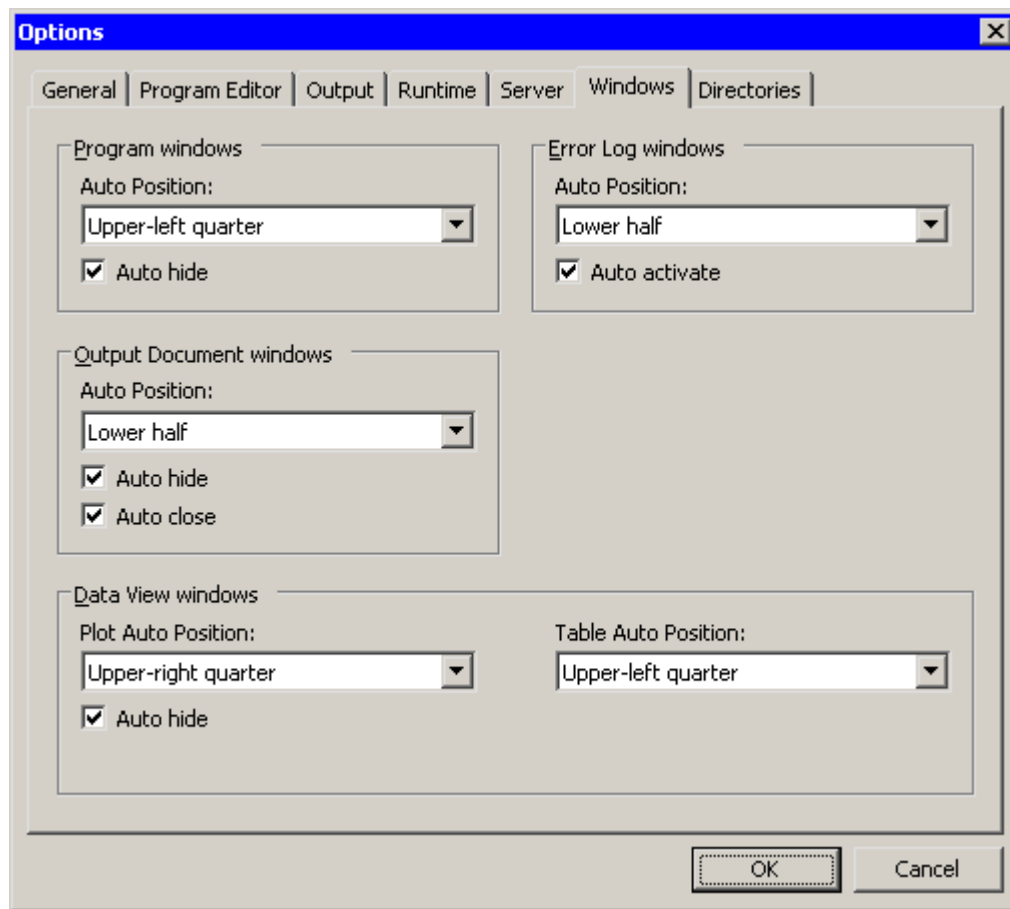 Options
General Program Editor Output Runtime Server Windows Directories
Program windows
Auto Position:
Upper-left quarter
Auto hide
Error Log windows
Auto Position:
Lower half
Auto activate
Output Document windows
Auto Position:
Lower half
Auto hide
Auto close
Data View windows
Plot Auto Position:
Upper-right quarter
Auto hide
Table Auto Position:
Upper-left quarter
OK Cancel